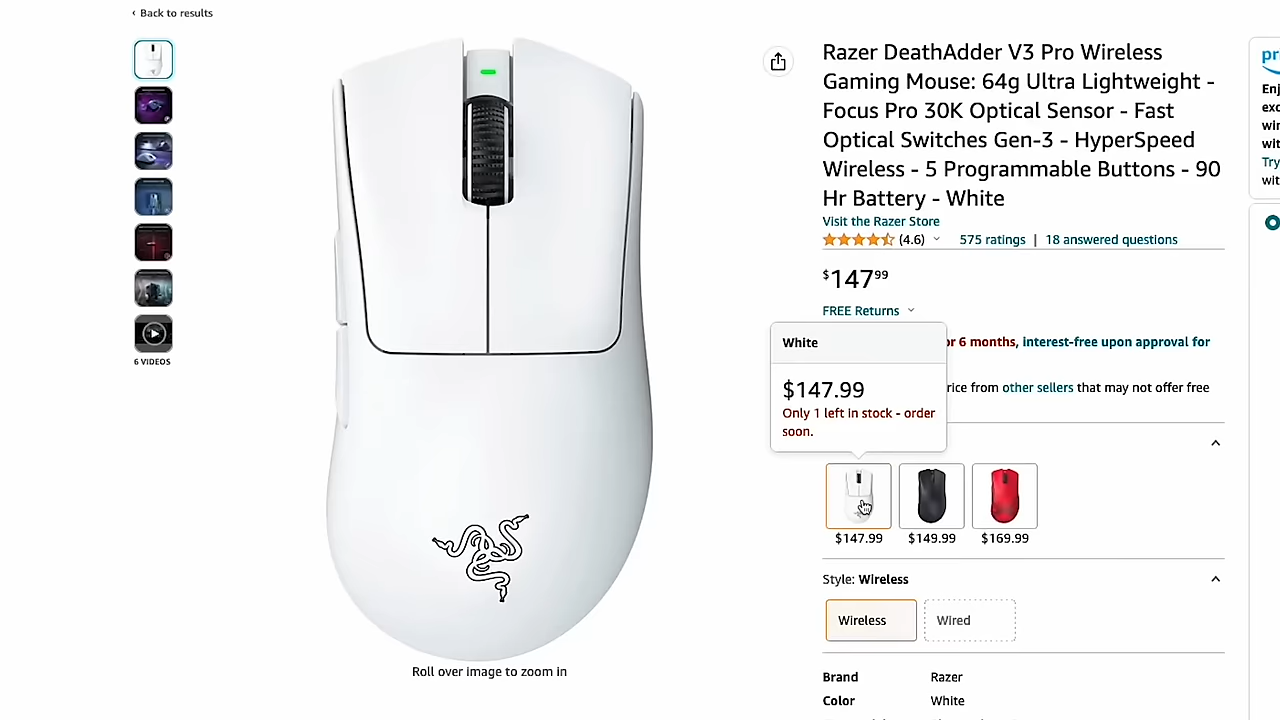 ‹ Back to results
6 VIDEOS
Roll over image to zoom in
Razer DeathAdder V3 Pro Wireless
Gaming Mouse: 64g Ultra Lightweight -
Focus Pro 30K Optical Sensor - Fast
Optical Switches Gen-3 - HyperSpeed
Wireless - 5 Programmable Buttons - 90
Hr Battery - White
Visit the Razer Store
(4.6) 575 ratings | 18 answered questions
$147⁹⁹
FREE Returns
6 months, interest-free upon approval for
from other sellers that may not offer free
White
$147.99
Only 1 left in stock - order
soon.
$147.99 $149.99 $169.99
Style: Wireless
Wireless Wired
Brand Razer
Color White